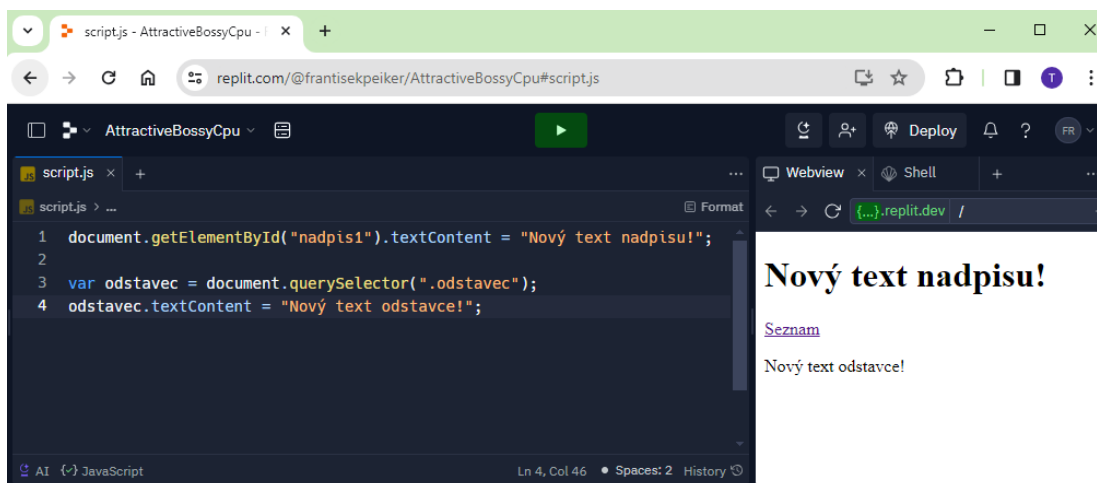 script.js - AttractiveBossyCpu -
replit.com/@frantisekpeiker/AttractiveBossyCpu#script.js
T
AttractiveBossyCpu
Deploy
?
FR
JS script.js × +
Webview × Shell +
JS script.js > ...
Format
{...}.replit.dev /
1 document.getElementById("nadpis1").textContent = "Nový text nadpisu!";
2
3 var odstavec = document.querySelector(".odstavec");
4 odstavec.textContent = "Nový text odstavce!";
Nový text nadpisu!
Seznam
Nový text odstavce!
AI {✓} JavaScript
Ln 4, Col 46 • Spaces: 2 History